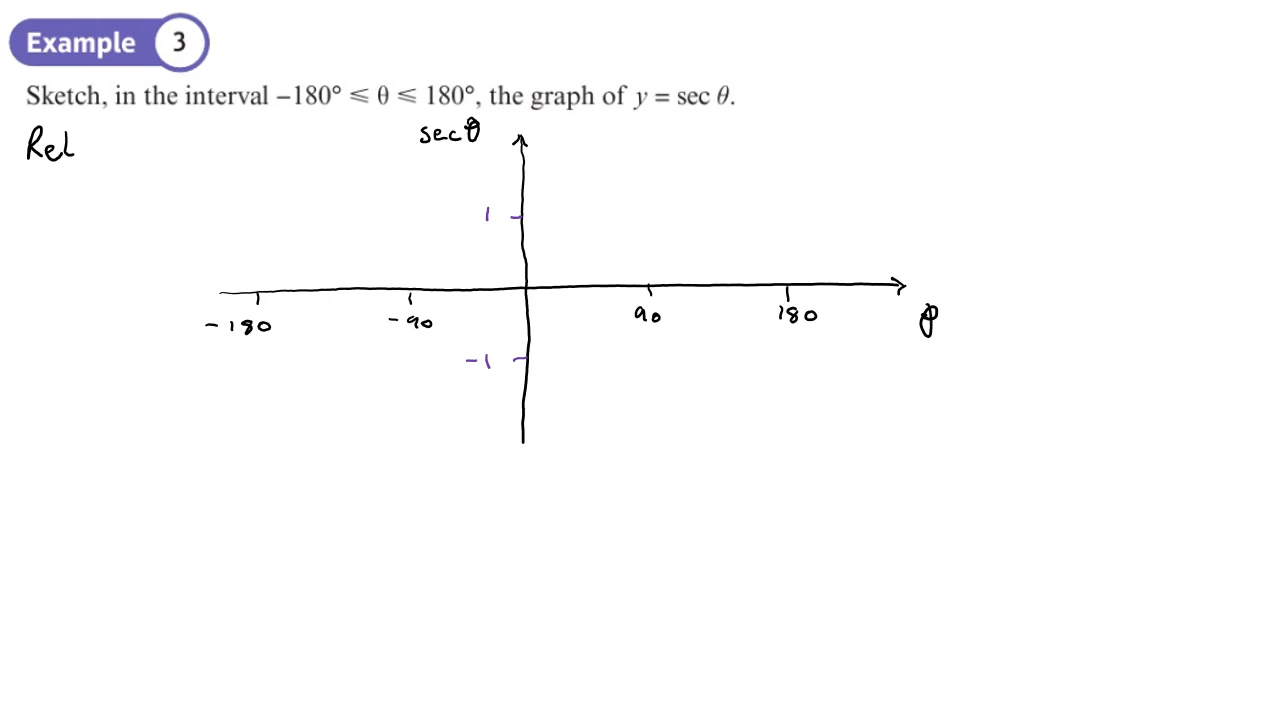 Example 3
Sketch, in the interval −180° ⩽ θ ⩽ 180°, the graph of y = sec θ.
Rel
sec θ
1
-180 -90 90 180 θ
-1